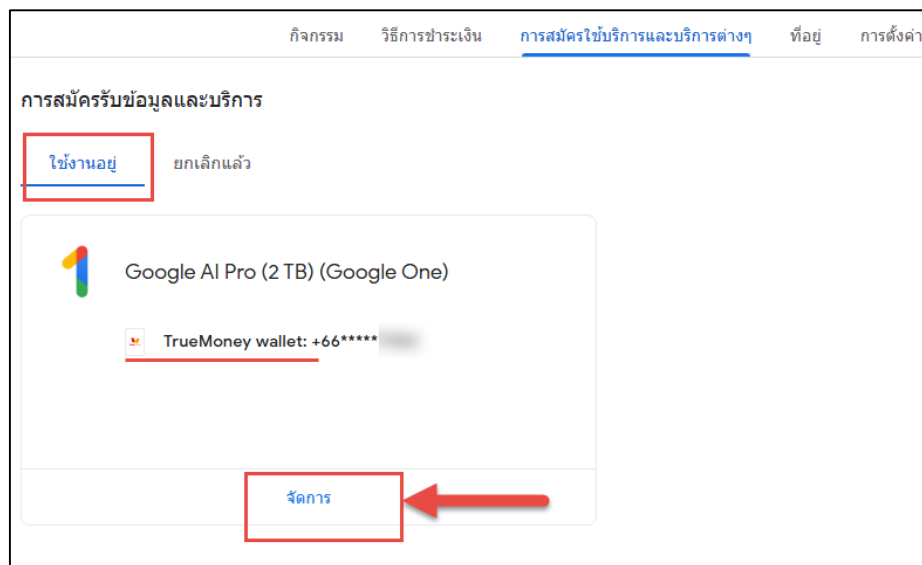 กิจกรรม วิธีการชำระเงิน การสมัครใช้บริการและบริการต่างๆ ที่อยู่ การตั้งค่า
การสมัครรับข้อมูลและบริการ
ใช้งานอยู่ ยกเลิกแล้ว
Google AI Pro (2 TB) (Google One)
TrueMoney wallet: +66*****
จัดการ